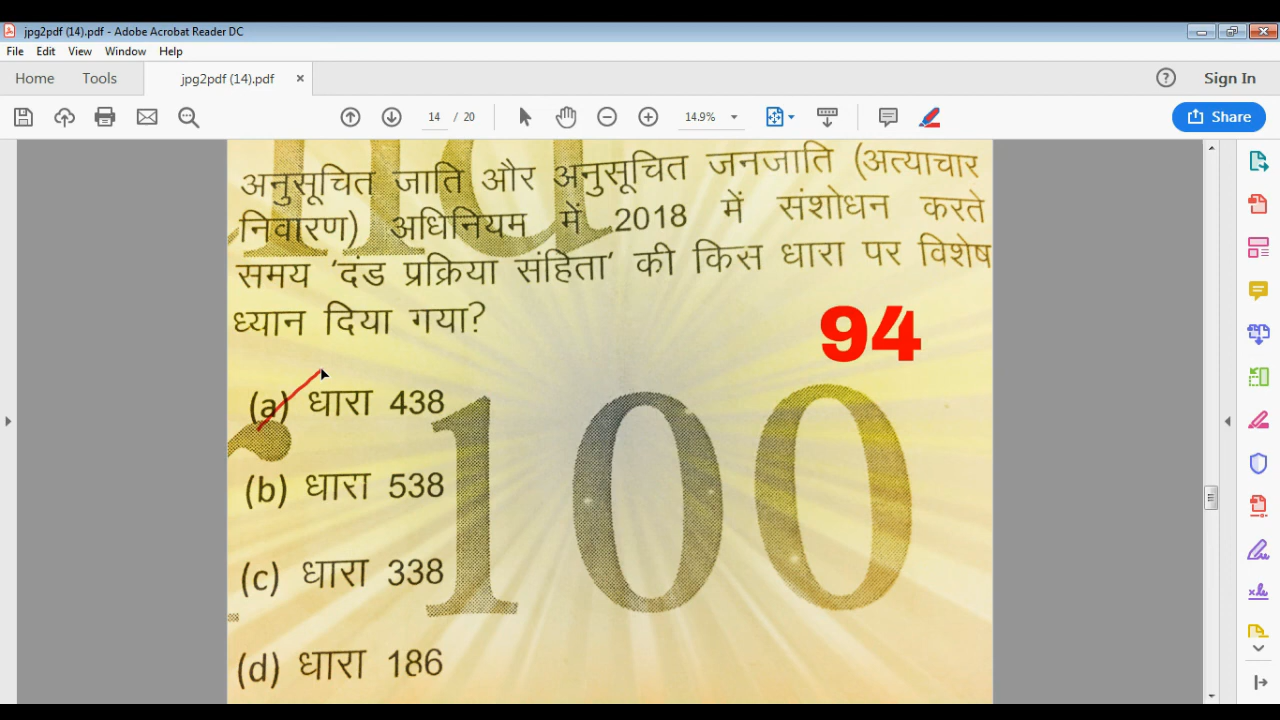 jpg2pdf (14).pdf - Adobe Acrobat Reader DC
File Edit View Window Help
Home Tools jpg2pdf (14).pdf × Sign In
14 / 20 14.9% Share
अनुसूचित जाति और अनुसूचित जनजाति (अत्याचार
निवारण) अधिनियम में 2018 में संशोधन करते
समय 'दंड प्रक्रिया संहिता' की किस धारा पर विशेष
ध्यान दिया गया?
94
(a) धारा 438
(b) धारा 538
(c) धारा 338
(d) धारा 186
100